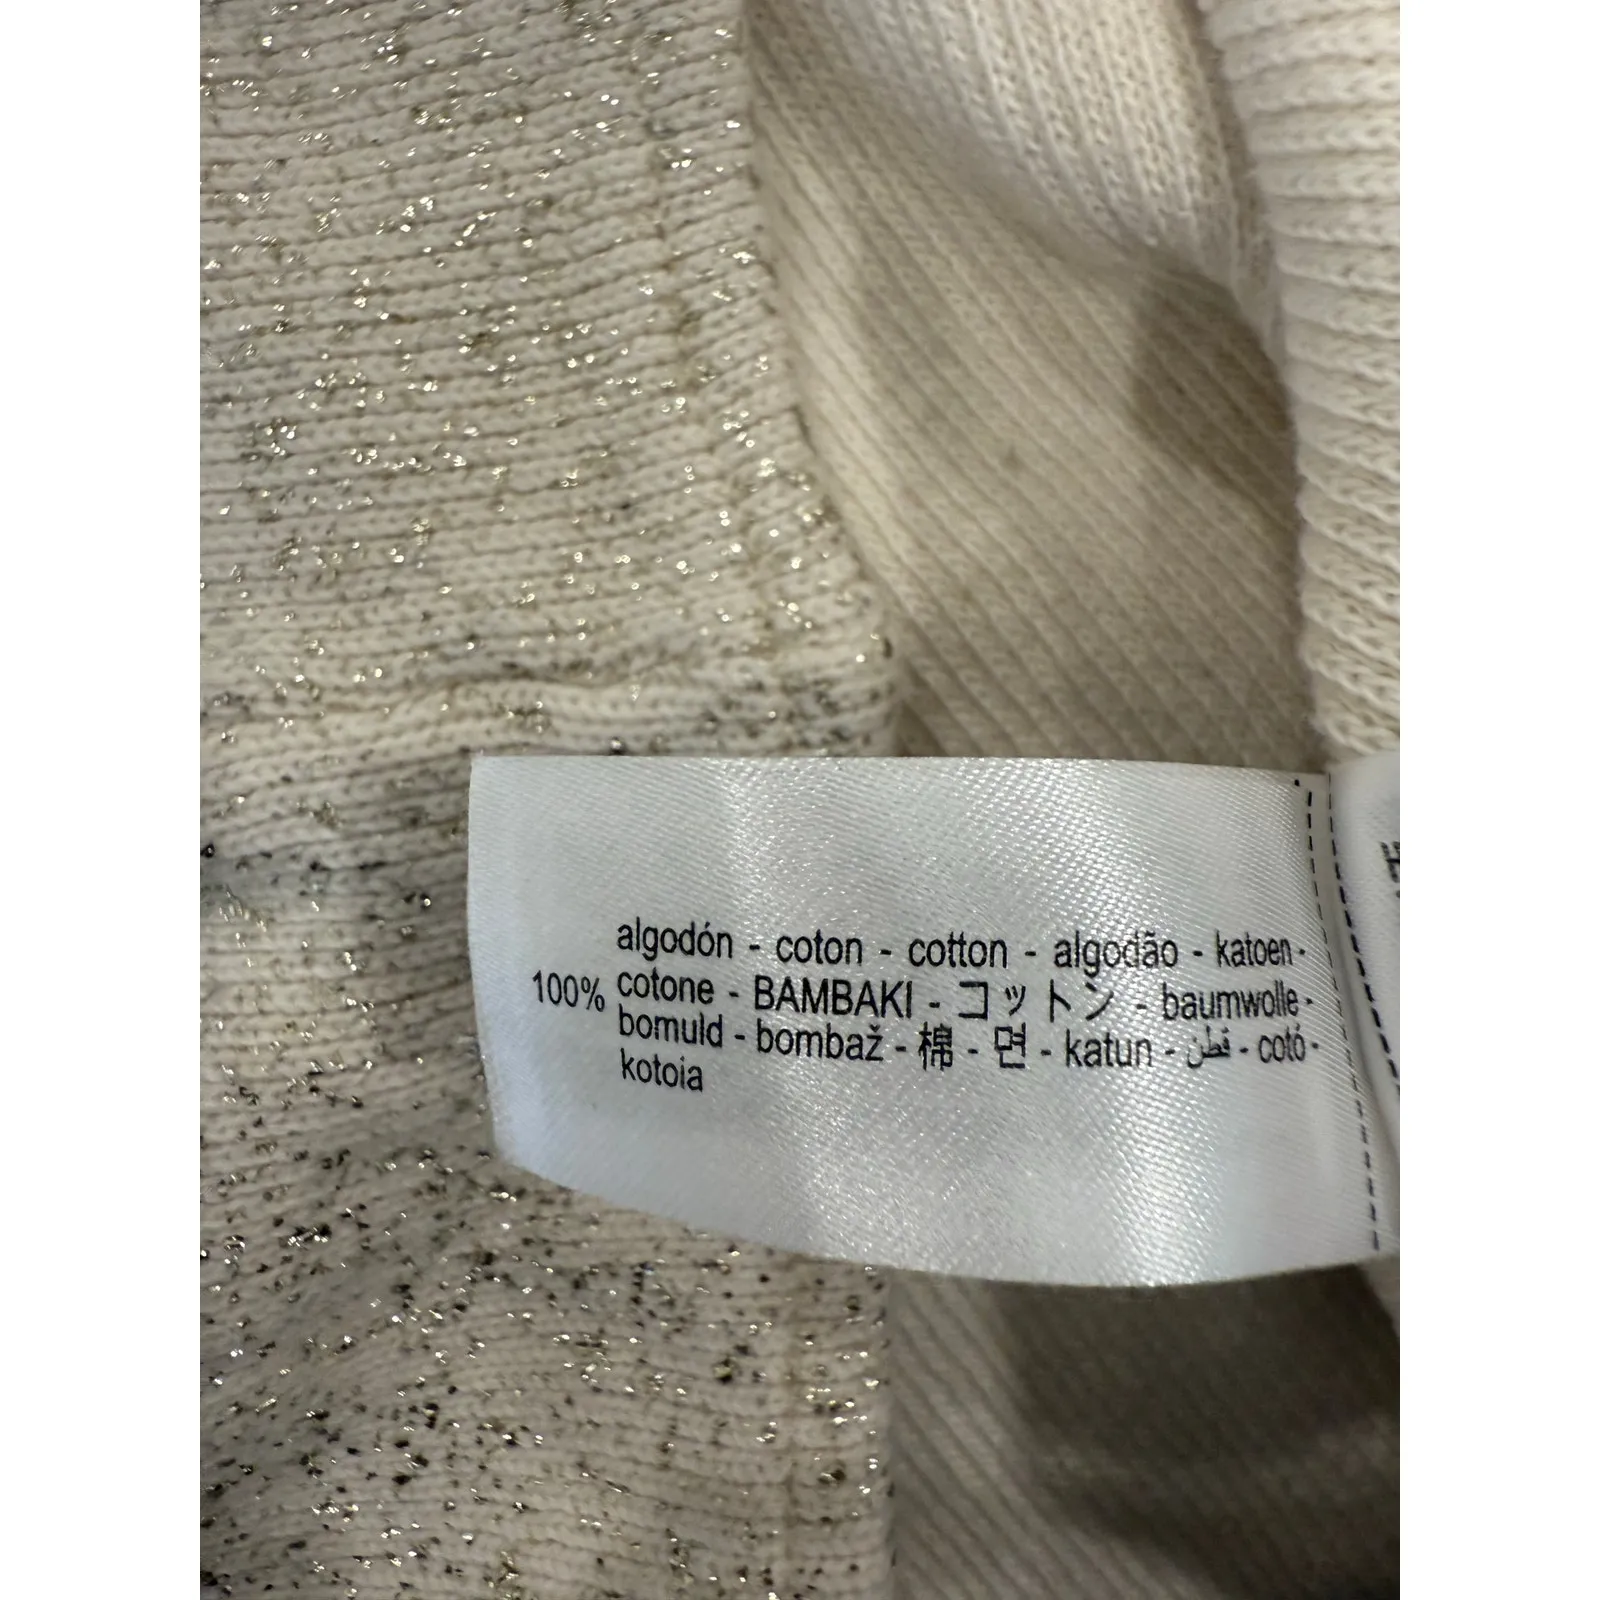 algodón - coton - cotton - algodão - katoen -
100% cotone - BAMBAKI - コットン - baumwolle -
bomuld - bombaž - 棉 - 면 - katun - قطن - cotó -
kotoia